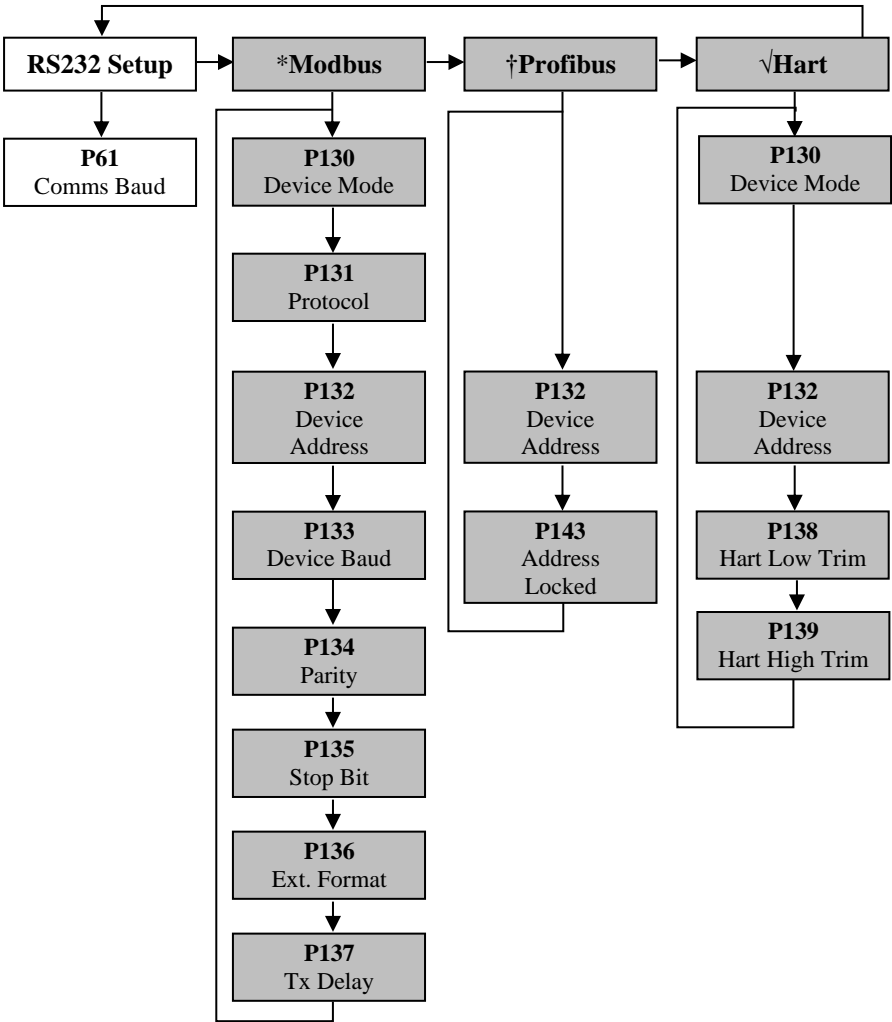 RS232 Setup
*Modbus
†Profibus
√Hart
P61
Comms Baud
P130
Device Mode
P131
Protocol
P132
Device
Address
P133
Device Baud
P134
Parity
P135
Stop Bit
P136
Ext. Format
P137
Tx Delay
P132
Device
Address
P143
Address
Locked
P130
Device Mode
P132
Device
Address
P138
Hart Low Trim
P139
Hart High Trim